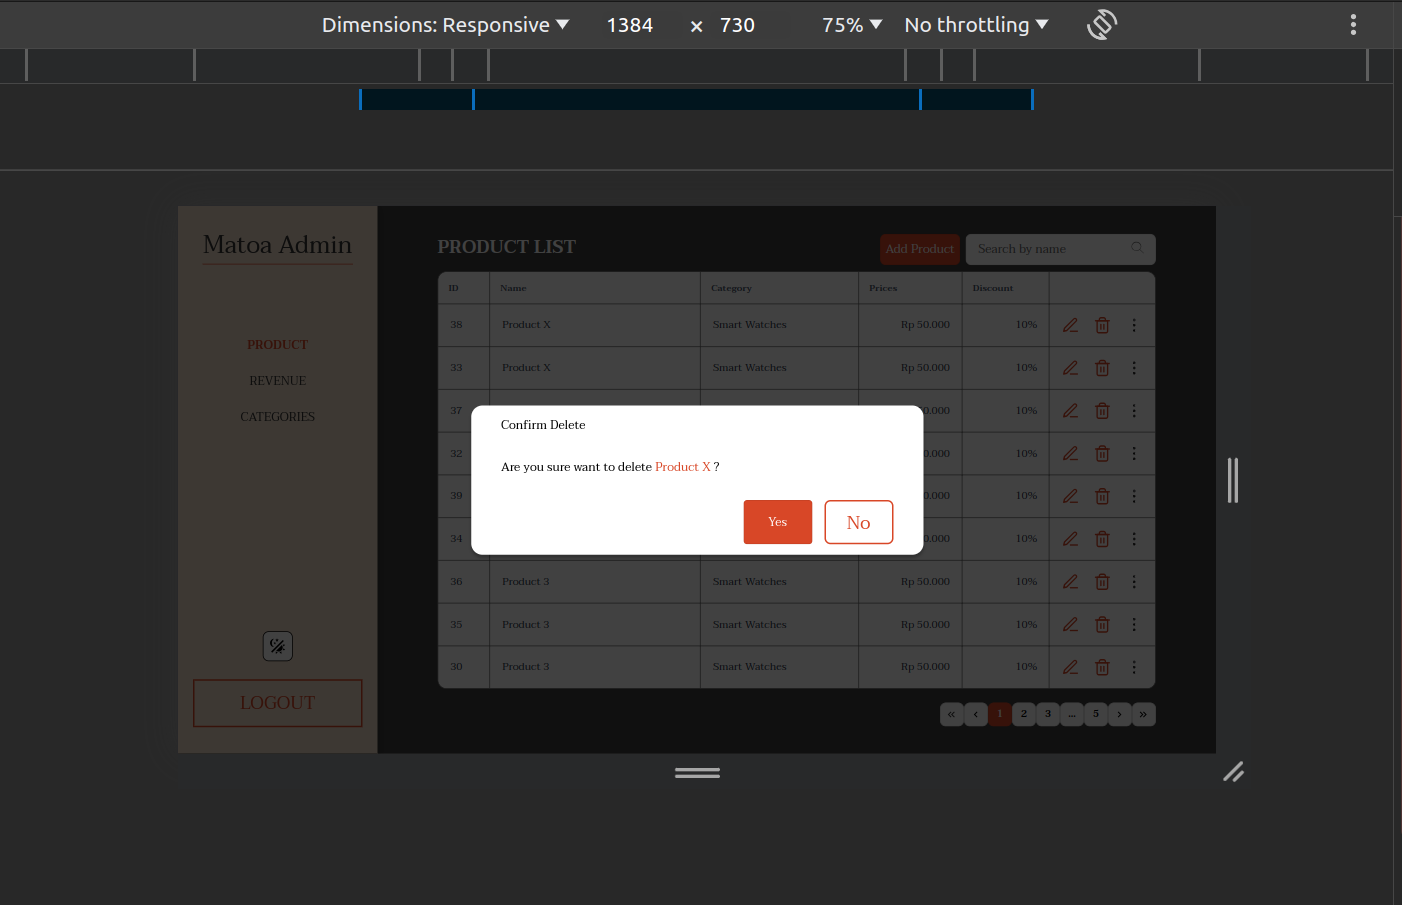 Dimensions: Responsive 1384 × 730 75% No throttling
Matoa Admin
PRODUCT
REVENUE
CATEGORIES
LOGOUT
PRODUCT LIST
Add Product
Search by name
ID Name Category Prices Discount
38 Product X Smart Watches Rp 50.000 10%
33 Product X Smart Watches Rp 50.000 10%
37 0.000 10%
32 0.000 10%
39 0.000 10%
34 0.000 10%
36 Product 3 Smart Watches Rp 50.000 10%
35 Product 3 Smart Watches Rp 50.000 10%
30 Product 3 Smart Watches Rp 50.000 10%
« ‹ 1 2 3 ... 5 › »
Confirm Delete
Are you sure want to delete Product X ?
Yes
No